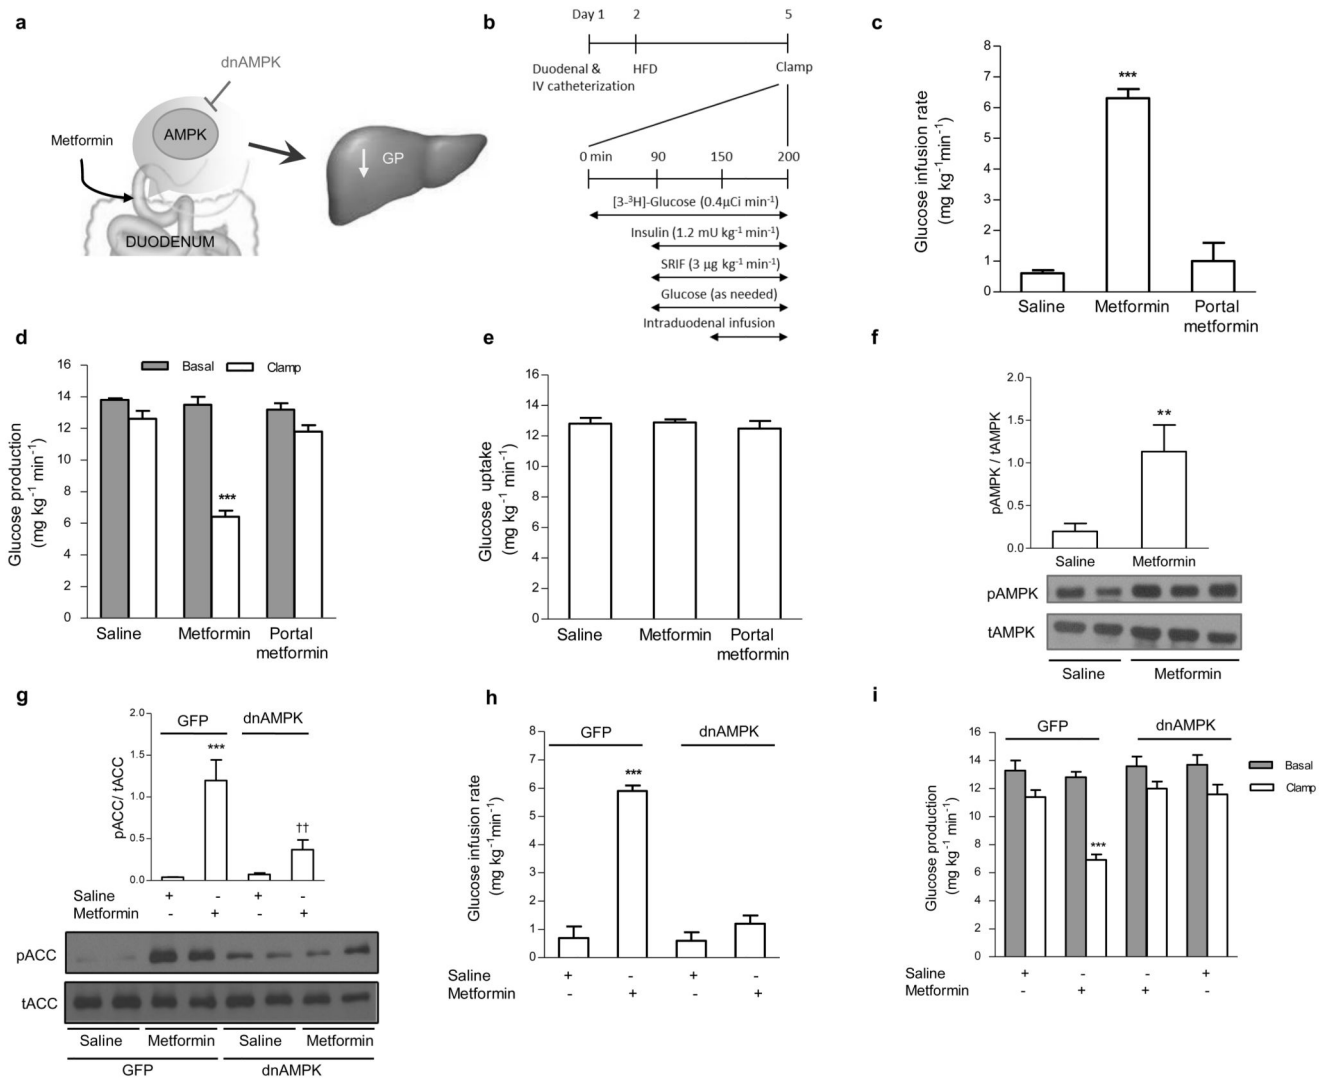 a
dnAMPK
AMPK
Metformin
GP
DUODENUM
b
Day 1 2 5
Duodenal & HFD Clamp
IV catheterization
0 min 90 150 200
[3-³H]-Glucose (0.4µCi min⁻¹)
Insulin (1.2 mU kg⁻¹ min⁻¹)
SRIF (3 µg kg⁻¹ min⁻¹)
Glucose (as needed)
Intraduodenal infusion
c
Glucose infusion rate
(mg kg⁻¹min⁻¹)
8
7
6
5
4
3
2
1
0
***
Saline Metformin Portal
metformin
d
Glucose production
(mg kg⁻¹ min⁻¹)
16
14
12
10
8
6
4
2
0
Basal Clamp
***
Saline Metformin Portal
metformin
e
Glucose uptake
(mg kg⁻¹ min⁻¹)
16
14
12
10
8
6
4
2
0
Saline Metformin Portal
metformin
f
pAMPK / tAMPK
2.0
1.5
1.0
0.5
0.0
**
Saline Metformin
pAMPK
tAMPK
Saline Metformin
g
pACC/ tACC
2.0
1.5
1.0
0.5
0.0
GFP dnAMPK
***
††
Saline + - + -
Metformin - + - +
pACC
tACC
Saline Metformin Saline Metformin
GFP dnAMPK
h
Glucose infusion rate
(mg kg⁻¹min⁻¹)
8
7
6
5
4
3
2
1
0
GFP dnAMPK
***
Saline + - + -
Metformin - + - +
i
Glucose production
(mg kg⁻¹ min⁻¹)
16
14
12
10
8
6
4
2
0
GFP dnAMPK
Basal
Clamp
***
Saline + - - +
Metformin - + + -